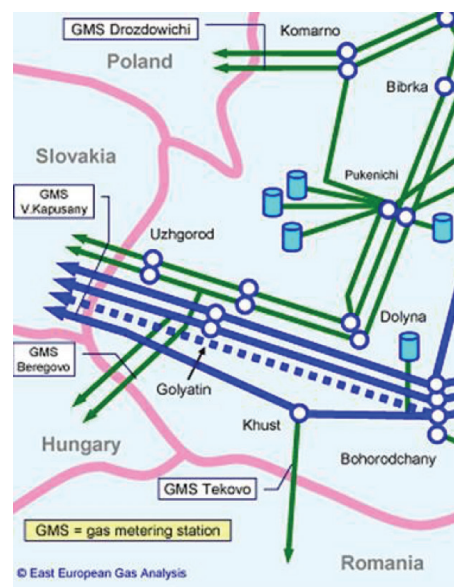 GMS Drozdowichi
Komarno
Poland
Bibrka
Slovakia
Pukenichi
GMS
V.Kapusany
Uzhgorod
Dolyna
GMS
Beregovo
Golyatin
Khust
Hungary
Bohorodchany
GMS Tekovo
GMS = gas metering station
Romania
© East European Gas Analysis